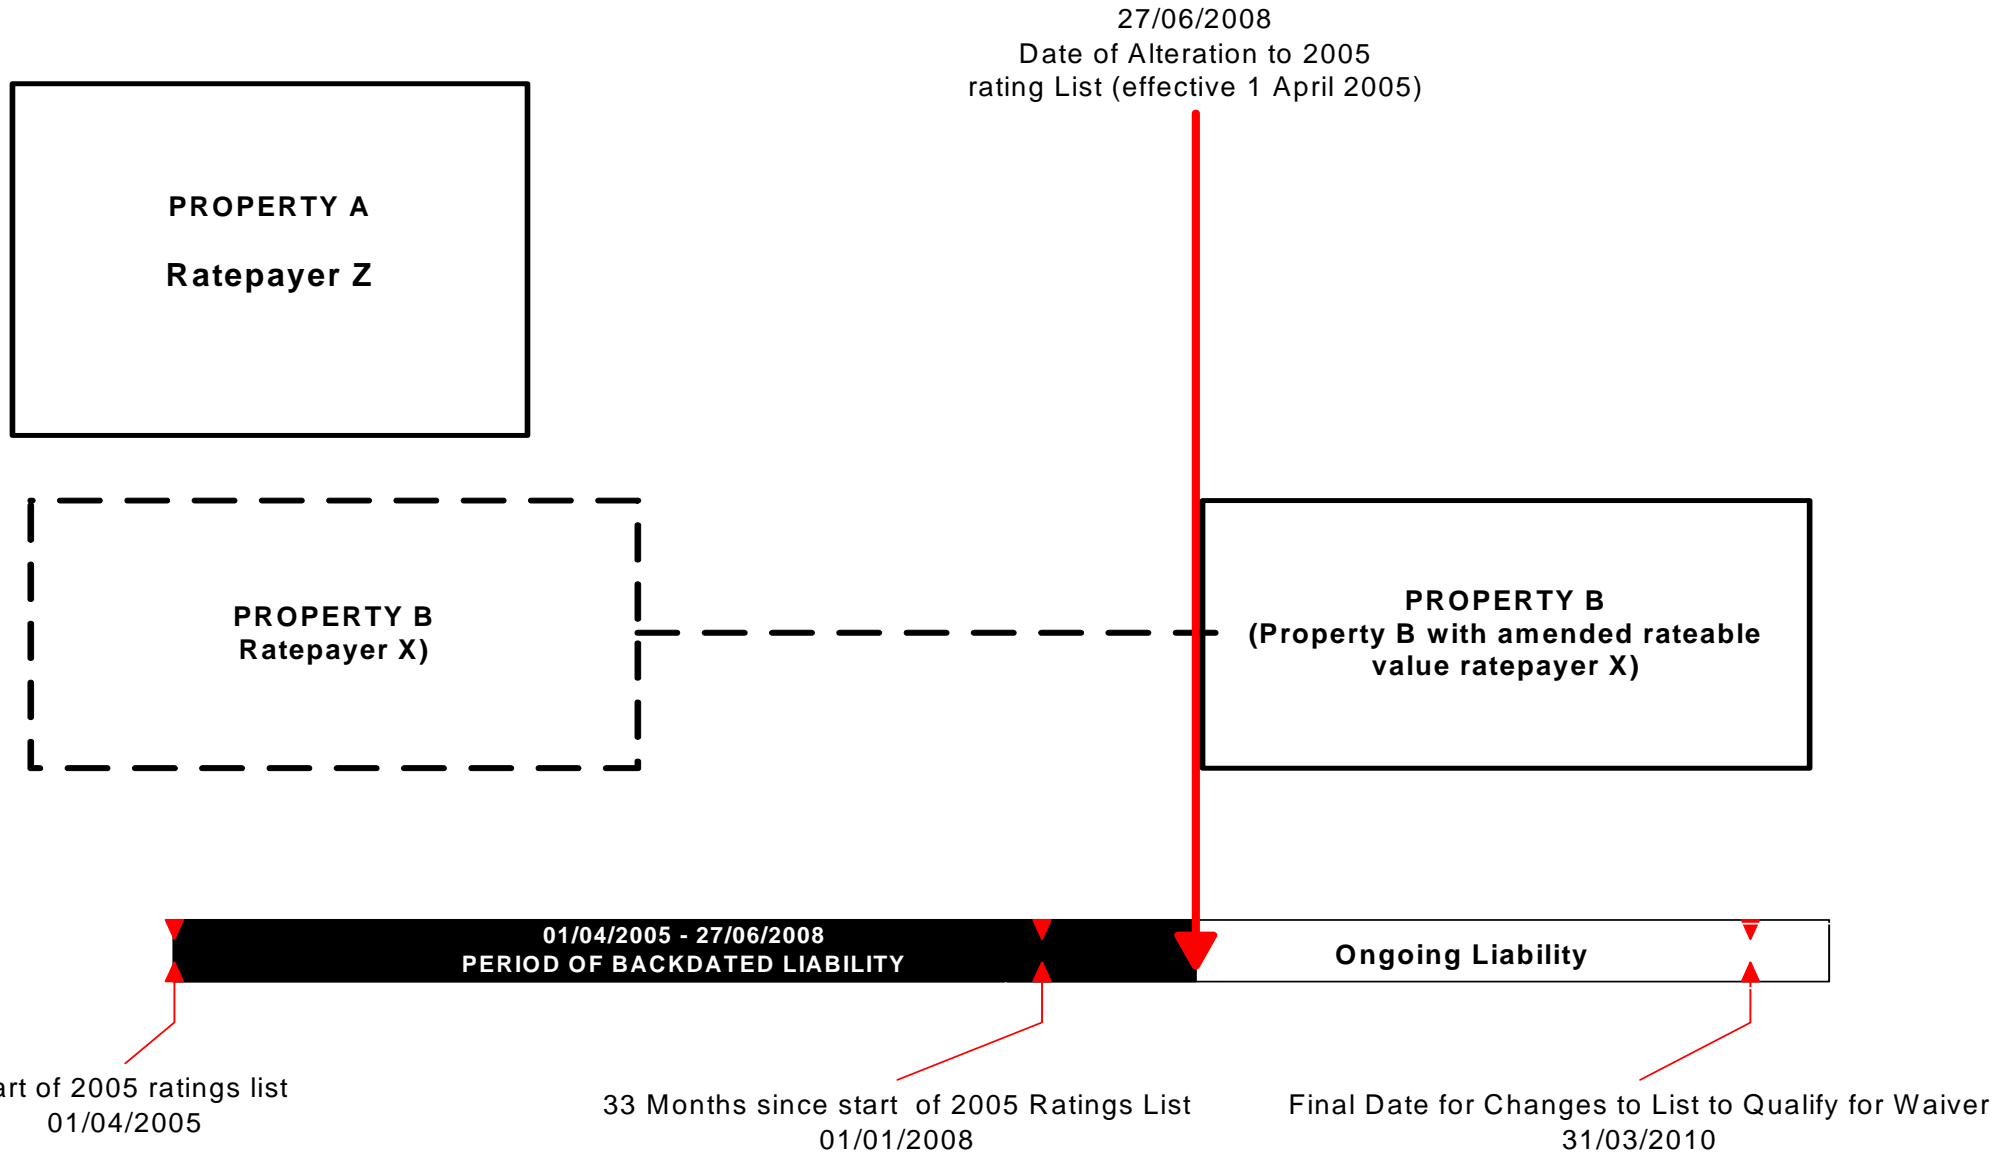 27/06/2008
Date of Alteration to 2005
rating List (effective 1 April 2005)
PROPERTY A
Ratepayer Z
PROPERTY B
Ratepayer X)
PROPERTY B
(Property B with amended rateable
value ratepayer X)
01/04/2005 - 27/06/2008
PERIOD OF BACKDATED LIABILITY
Ongoing Liability
art of 2005 ratings list
01/04/2005
33 Months since start of 2005 Ratings List
01/01/2008
Final Date for Changes to List to Qualify for Waiver
31/03/2010